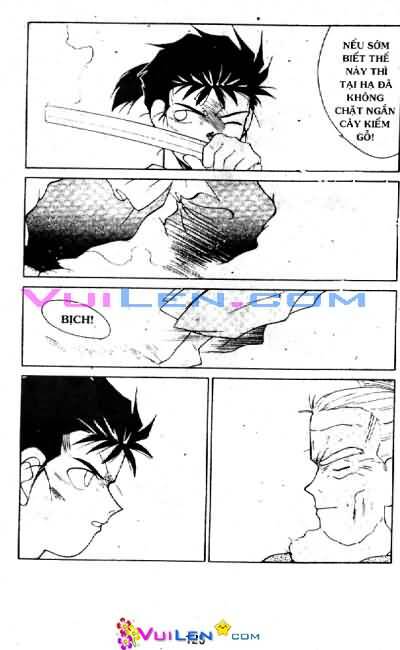 NẾU SỚM
BIẾT THẾ
NÀY THÌ
TẠI HẠ ĐÃ
KHÔNG
CHẶT NGẮN
CÂY KIẾM
GỖ!
VUILEN.COM
BỊCH!
VUILEN.COM
125